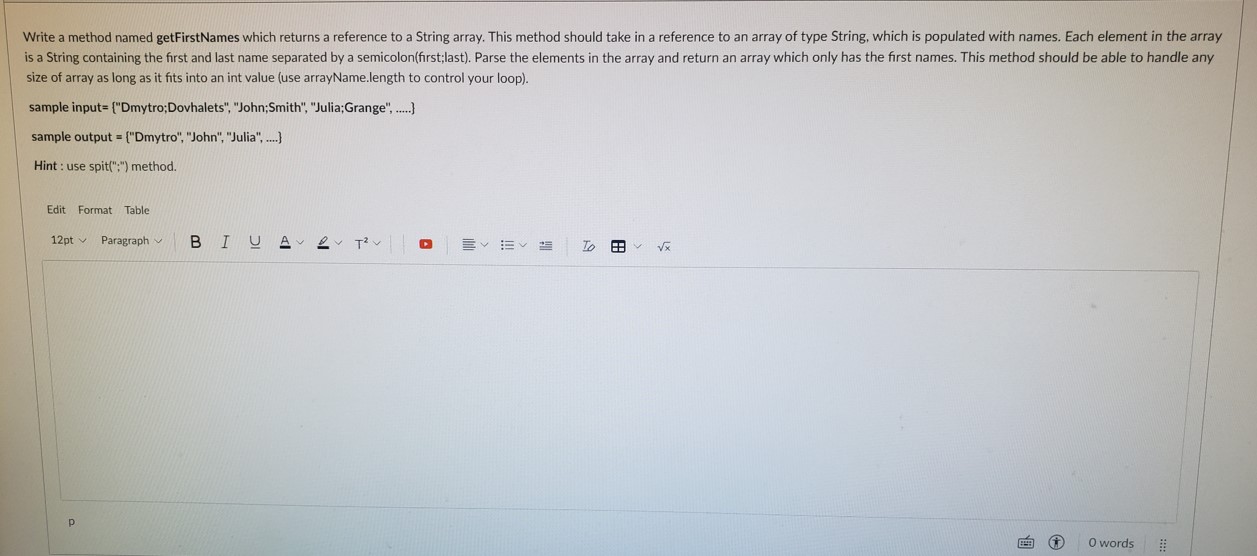 Write a method named getFirstNames which returns a reference to a String array. This method should take in a reference to an array of type String, which is populated with names. Each element in the array
is a String containing the first and last name separated by a semicolon(first;last). Parse the elements in the array and return an array which only has the first names. This method should be able to handle any
size of array as long as it fits into an int value (use arrayName.length to control your loop).
sample input= {"Dmytro;Dovhalets", "John;Smith", "Julia;Grange", .....}
sample output = {"Dmytro", "John", "Julia", ....}
Hint : use spit(";") method.
Edit Format Table
12pt Paragraph B I U A T²
p
0 words